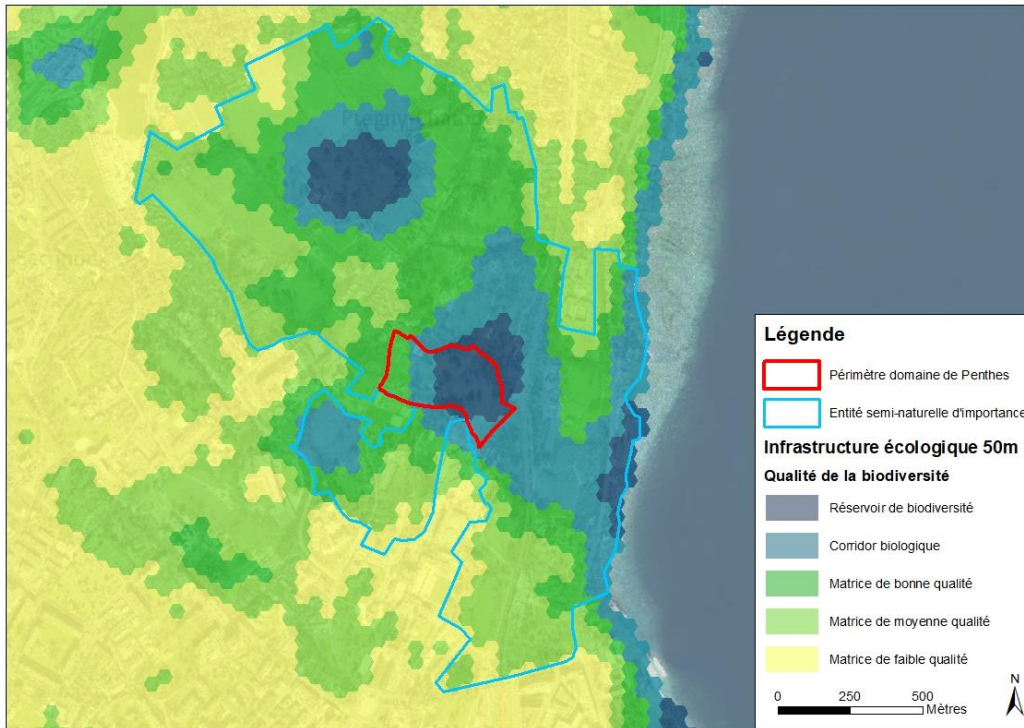 Légende
Périmètre domaine de Penthes
Entité semi-naturelle d'importance
Infrastructure écologique 50m
Qualité de la biodiversité
Réservoir de biodiversité
Corridor biologique
Matrice de bonne qualité
Matrice de moyenne qualité
Matrice de faible qualité
N
0 250 500
Mètres